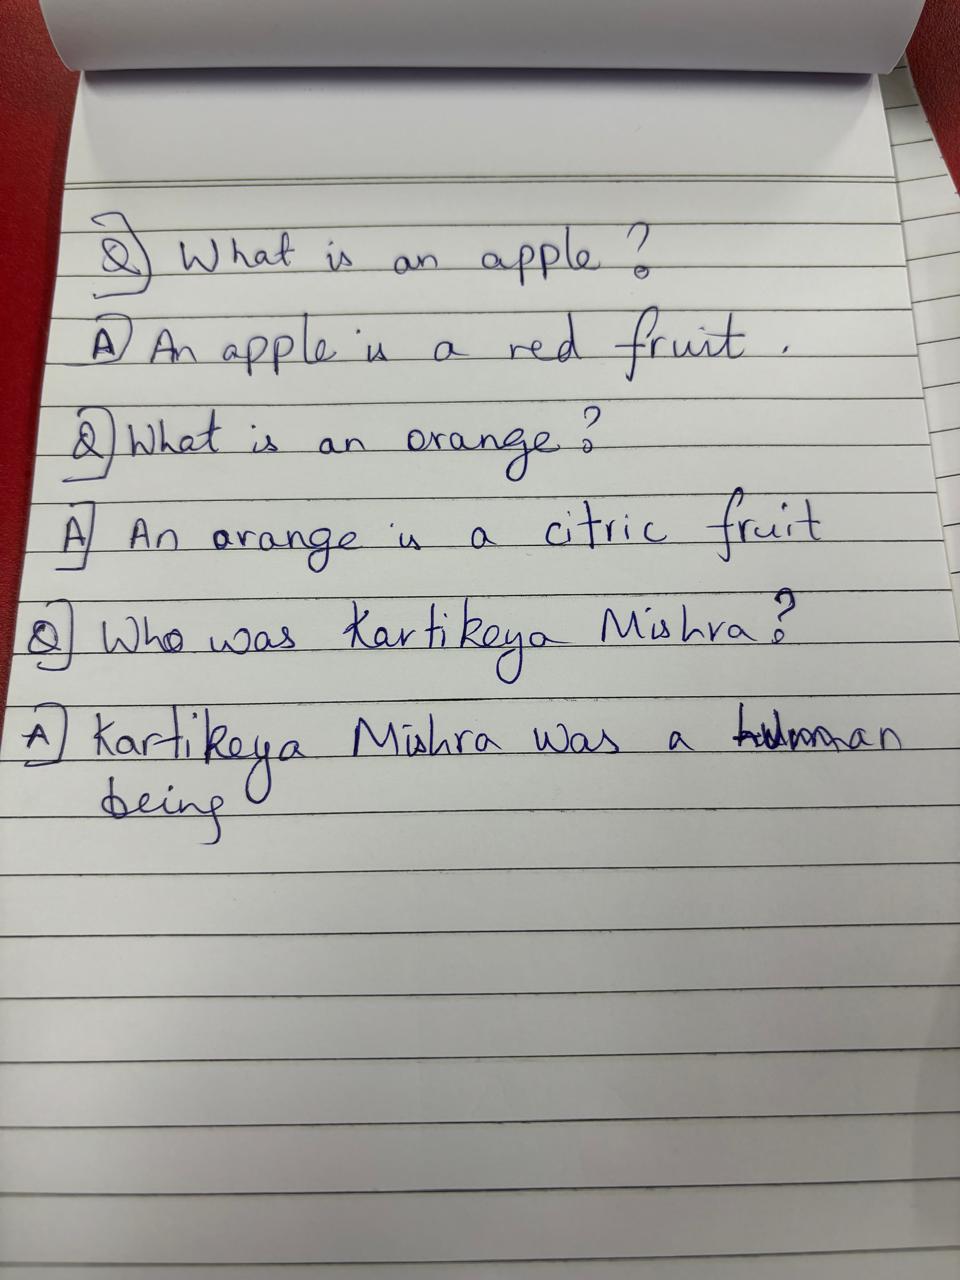 Q] What is an apple?
A] An apple is a red fruit.
Q] What is an orange?
A] An orange is a citric fruit
Q] Who was Kartikeya Mishra?
A] Kartikeya Mishra was a human
being